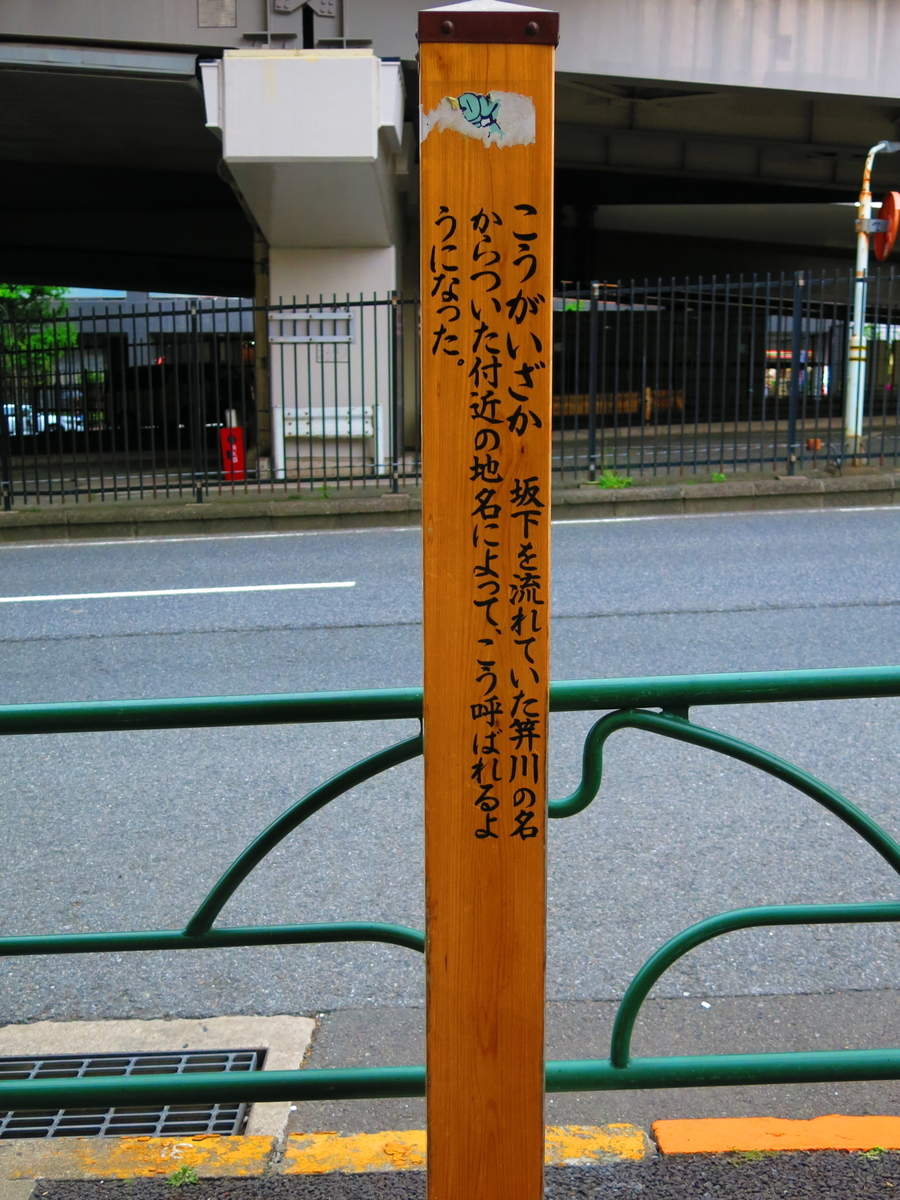 こうがいざか　坂下を流れていた笄川の名
からついた付近の地名によって、こう呼ばれるよ
うになった。